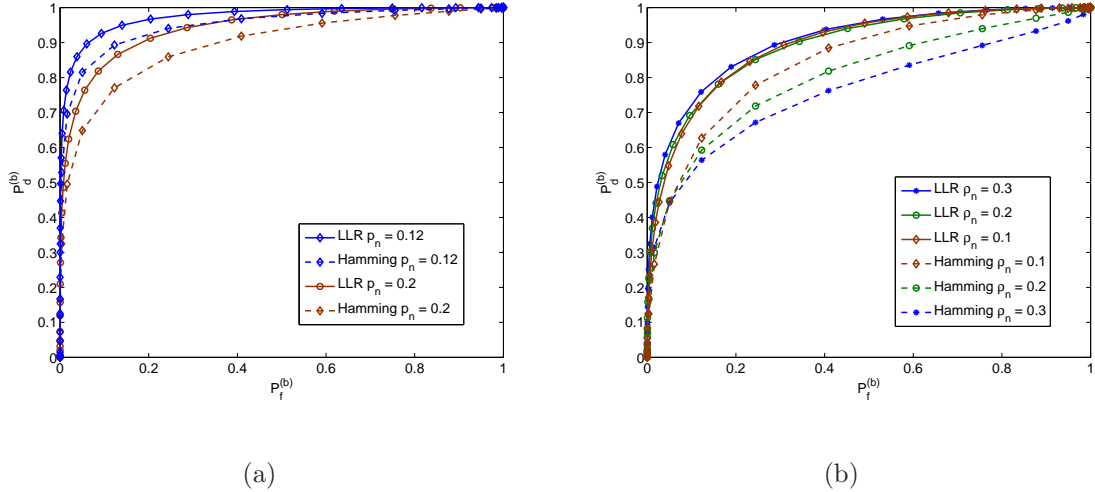 1
0.9
0.8
0.7
0.6
0.5
0.4
0.3
0.2
0.1
0
P_d^(b)
0 0.2 0.4 0.6 0.8 1
P_f^(b)
LLR p_n = 0.12
Hamming p_n = 0.12
LLR p_n = 0.2
Hamming p_n = 0.2
(a)
1
0.9
0.8
0.7
0.6
0.5
0.4
0.3
0.2
0.1
0
P_d^(b)
0 0.2 0.4 0.6 0.8 1
P_f^(b)
LLR ρ_n = 0.3
LLR ρ_n = 0.2
LLR ρ_n = 0.1
Hamming ρ_n = 0.1
Hamming ρ_n = 0.2
Hamming ρ_n = 0.3
(b)